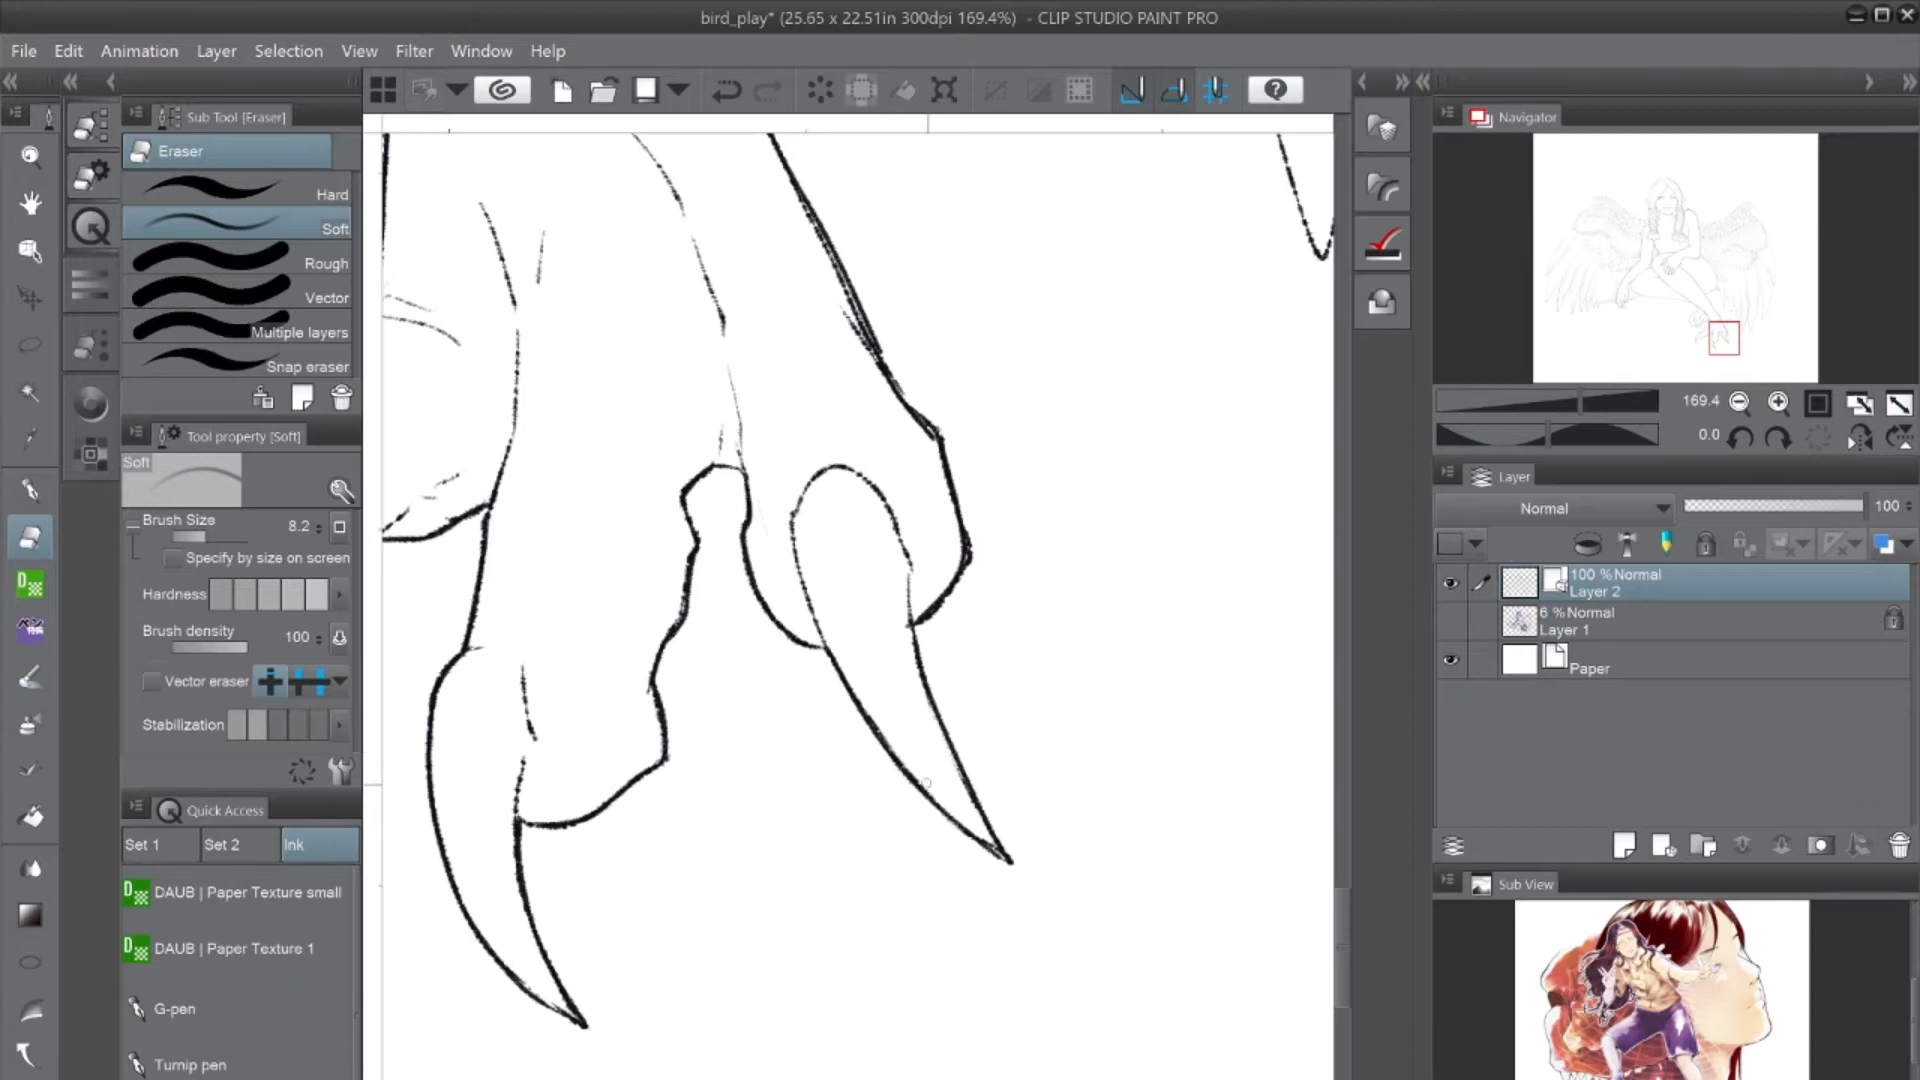 bird_play* (25.65 x 22.51in 300dpi 169.4%) - CLIP STUDIO PAINT PRO
File Edit Animation Layer Selection View Filter Window Help
Sub Tool [Eraser]
Eraser
Hard
Soft
Rough
Vector
Multiple layers
Snap eraser
Tool property [Soft]
Soft
Brush Size 8.2
Specify by size on screen
Hardness
Brush density 100
Vector eraser
Stabilization
Quick Access
Set 1 Set 2 Ink
DAUB | Paper Texture small
DAUB | Paper Texture 1
G-pen
Turnip pen
Navigator
169.4
0.0
Layer
Normal 100
100 %Normal
Layer 2
6 %Normal
Layer 1
Paper
Sub View